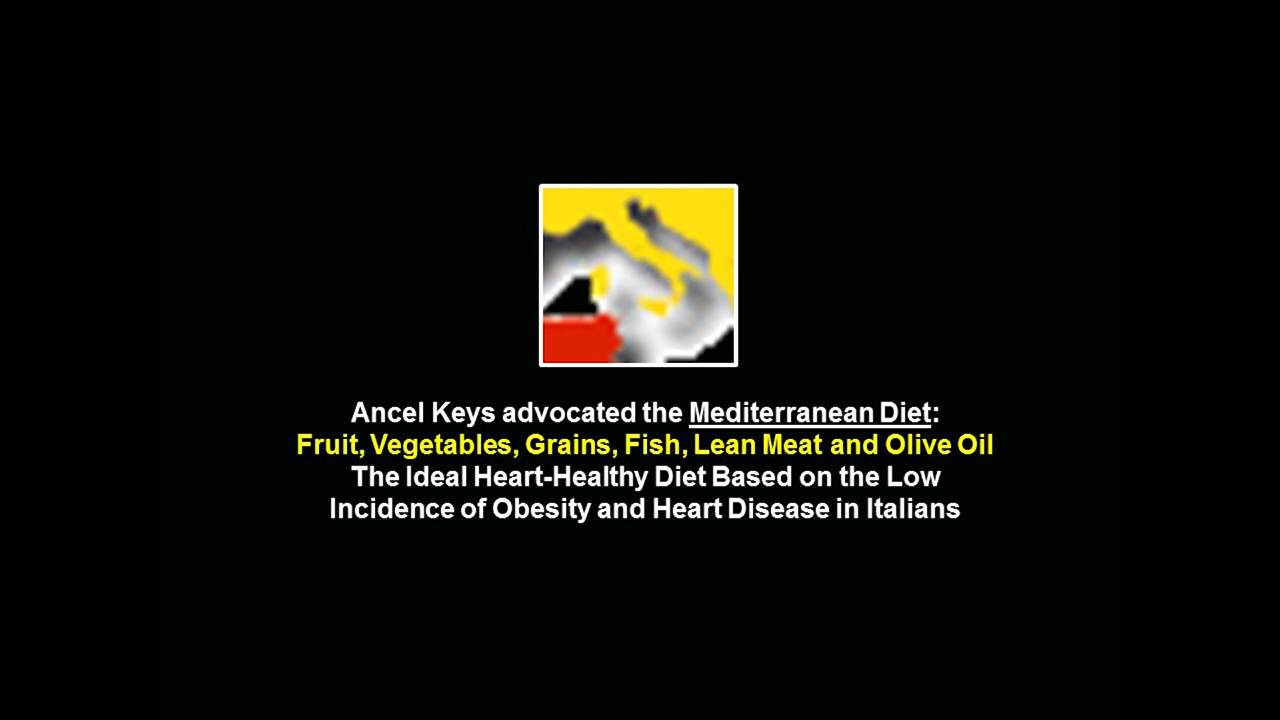 Ancel Keys advocated the Mediterranean Diet:
Fruit, Vegetables, Grains, Fish, Lean Meat and Olive Oil
The Ideal Heart-Healthy Diet Based on the Low
Incidence of Obesity and Heart Disease in Italians